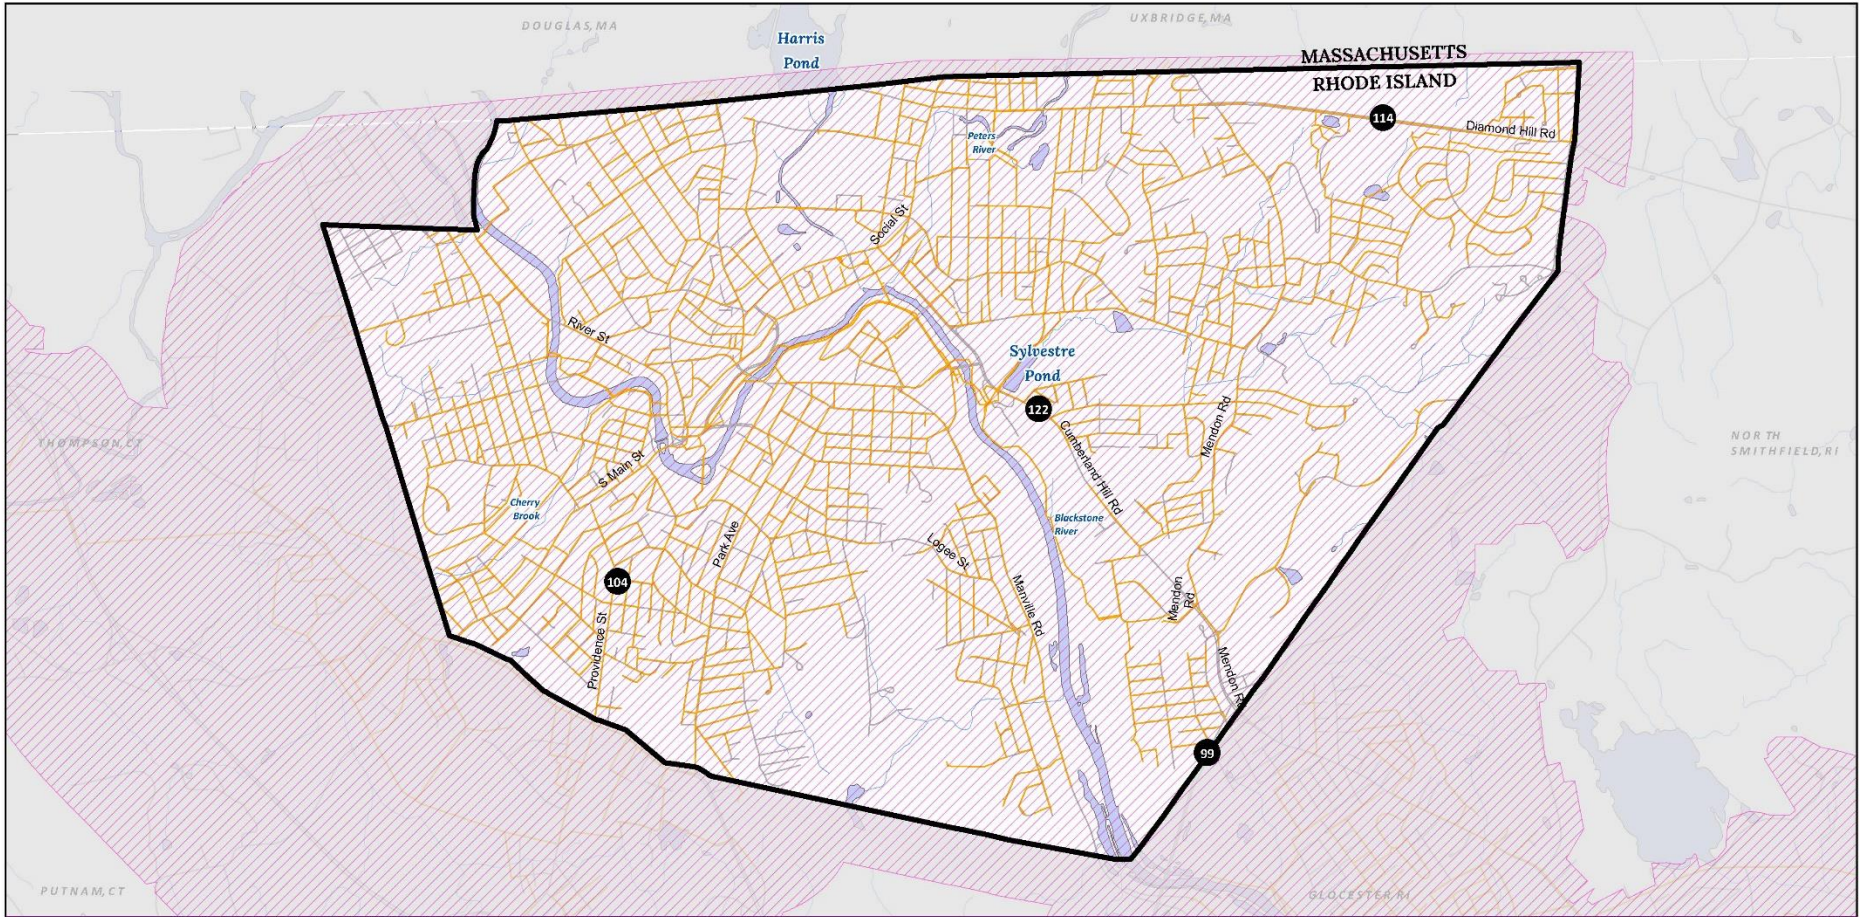 DOUGLAS,MA
UXBRIDGE,MA
Harris
Pond
MASSACHUSETTS
RHODE ISLAND
114
Diamond Hill Rd
Peters
River
Social St
River St
Sylvestre
Pond
122
Mendon Rd
Cumberland Hill Rd
THOMPSON,CT
NORTH
SMITHFIELD,RI
S Main St
Cherry
Brook
Blackstone
River
Park Ave
Logee St
104
Manville Rd
Mendon
Rd
Providence St
Mendon Rd
99
PUTNAM,CT
GLOCESTER,RI